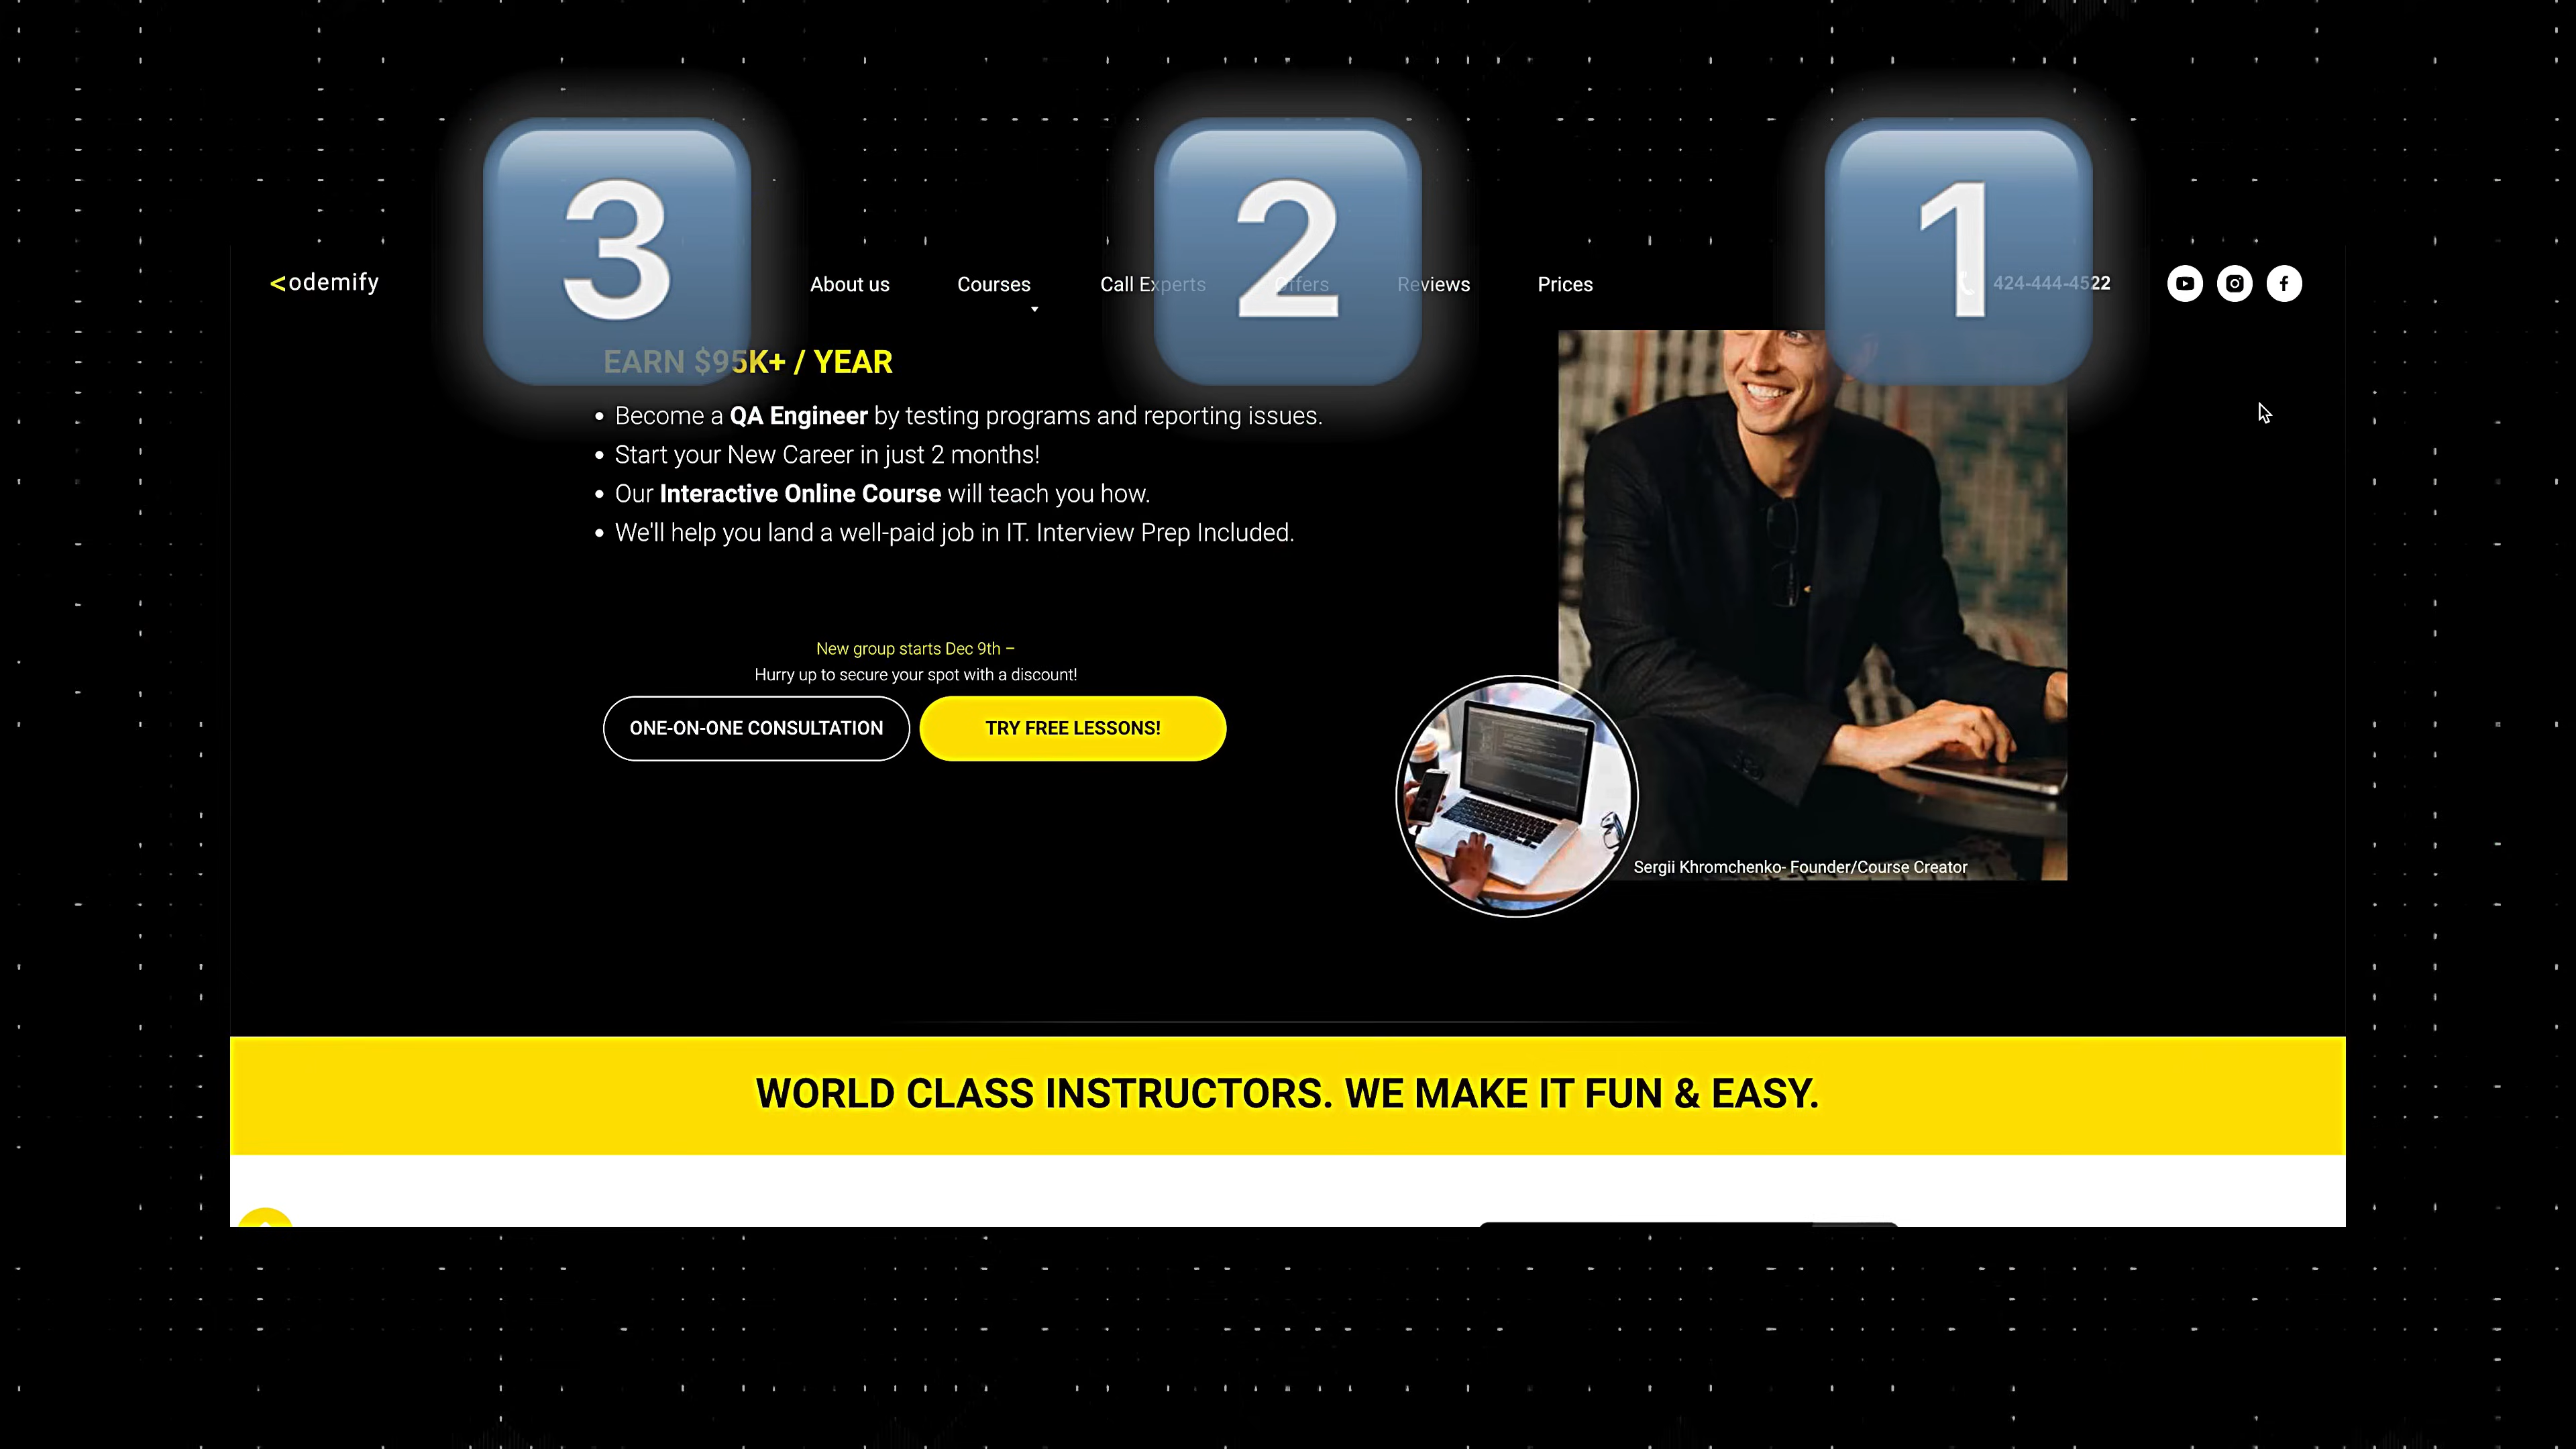 3 2 1
<odemify About us Courses Call Experts Offers Reviews Prices 424-444-4522
EARN $95K+ / YEAR
• Become a QA Engineer by testing programs and reporting issues.
• Start your New Career in just 2 months!
• Our Interactive Online Course will teach you how.
• We'll help you land a well-paid job in IT. Interview Prep Included.
New group starts Dec 9th –
Hurry up to secure your spot with a discount!
ONE-ON-ONE CONSULTATION TRY FREE LESSONS!
Sergii Khromchenko- Founder/Course Creator
WORLD CLASS INSTRUCTORS. WE MAKE IT FUN & EASY.